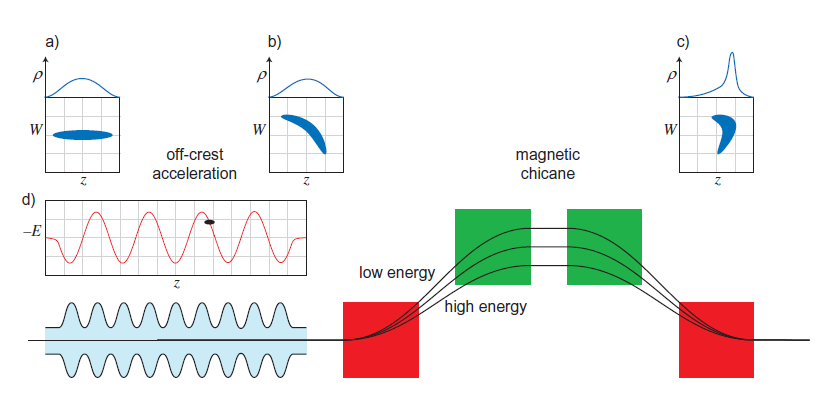 a)
b)
c)
ρ
ρ
ρ
W
W
W
z
z
z
off-crest
acceleration
magnetic
chicane
d)
–E
z
low energy
high energy